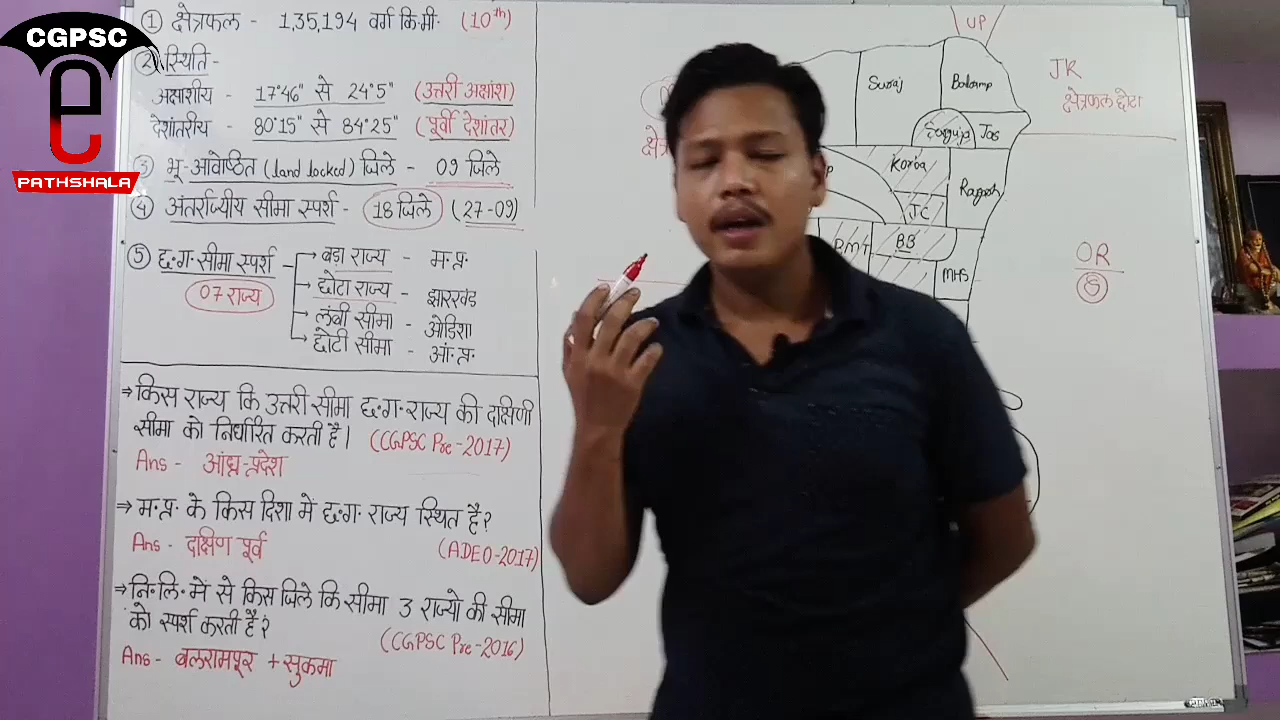 CGPSC
e
PATHSHALA
① क्षेत्रफल - 1,35,194 वर्ग कि.मी. (10th)
② स्थिति-
अक्षांशीय - 17°46" से 24°5" (उत्तरी अक्षांश)
देशांतरीय - 80°15" से 84°25" (पूर्वी देशांतर)
③ भू-आवेष्ठित (land locked) जिले - 09 जिले
④ अंतर्राज्यीय सीमा स्पर्श - 18 जिले (27-09)
⑤ छ.ग. सीमा स्पर्श
07 राज्य
बड़ा राज्य - म.प्र.
छोटा राज्य - झारखंड
लंबी सीमा - ओडिशा
छोटी सीमा - आं.प्र.
→ किस राज्य कि उत्तरी सीमा छ.ग. राज्य की दक्षिणी
सीमा को निर्धारित करती है। (CGPSC Pre-2017)
Ans - आंध्र-प्रदेश
→ म.प्र. के किस दिशा में छ.ग. राज्य स्थित है?
Ans - दक्षिण पूर्व (ADEO-2017)
→ नि.लि. में से किस जिले कि सीमा 3 राज्यो की सीमा
को स्पर्श करती है?
(CGPSC Pre-2016)
Ans - बलरामपूर + सुकमा
UP
Suraj
Balramp
JK
क्षेत्रफल छोटा
Jas
Korba
Raigarh
JC
BB
MHS
OR
⑧